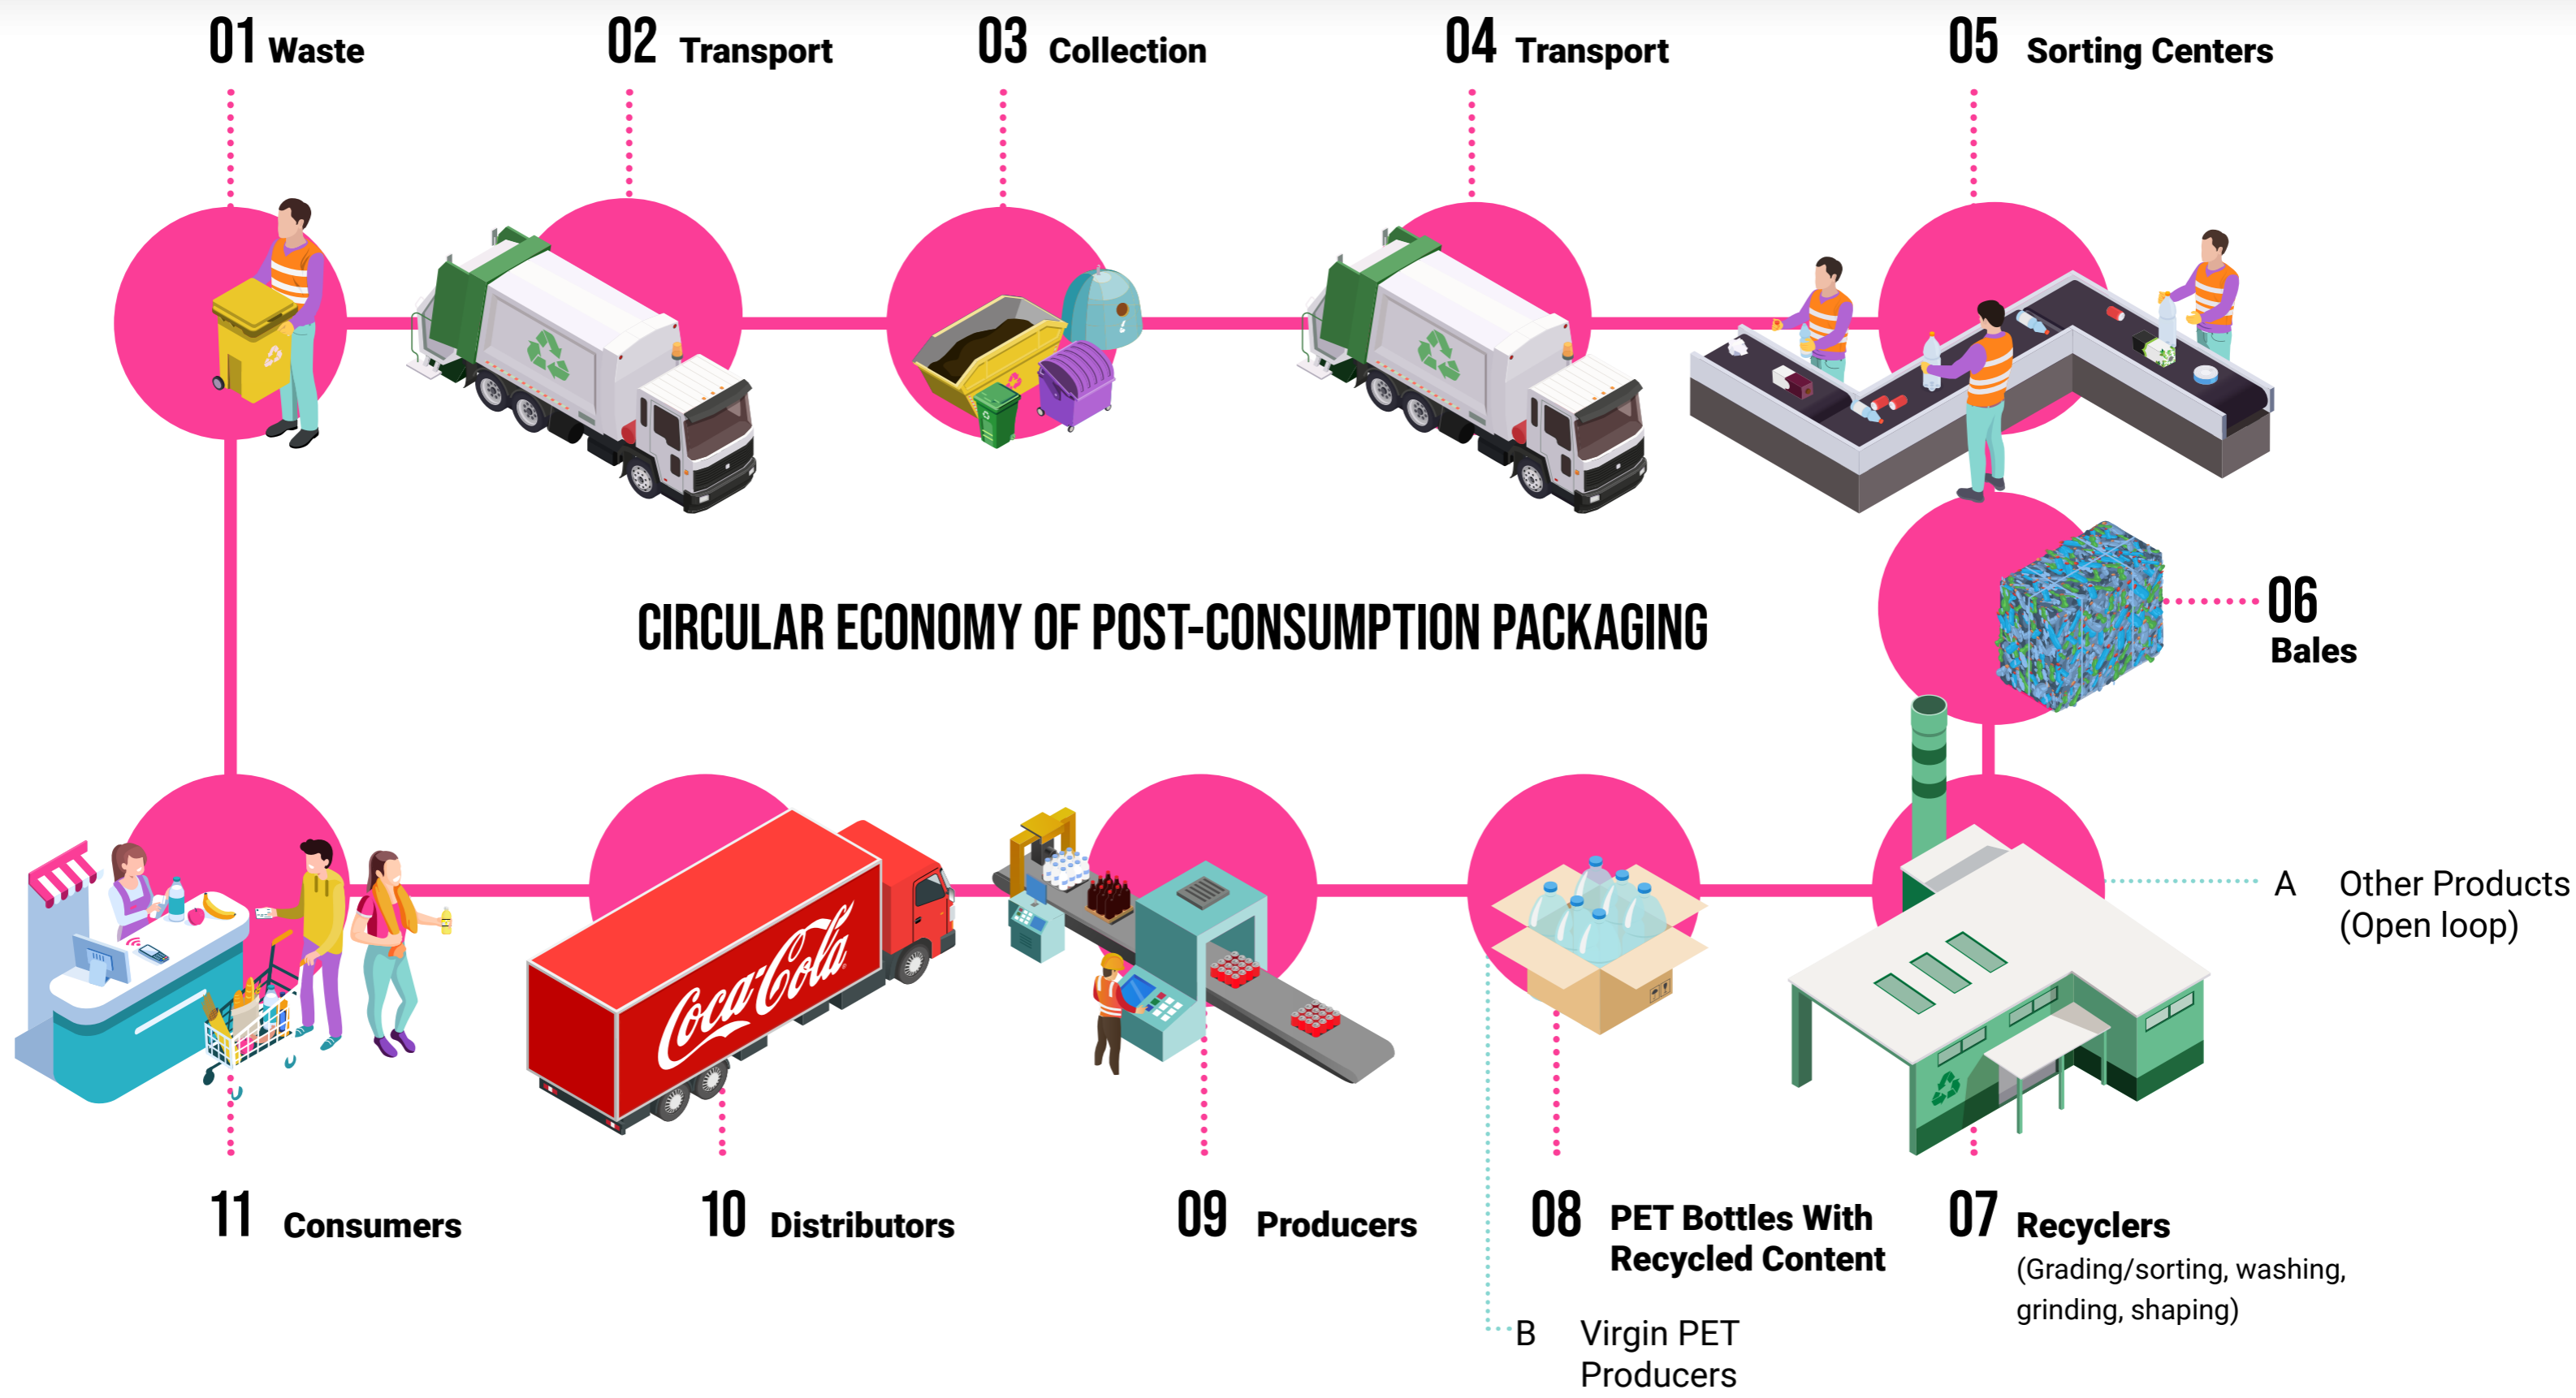 01 Waste
02 Transport
03 Collection
04 Transport
05 Sorting Centers
CIRCULAR ECONOMY OF POST-CONSUMPTION PACKAGING
06
Bales
A Other Products
(Open loop)
Coca-Cola
11 Consumers
10 Distributors
09 Producers
08 PET Bottles With
Recycled Content
07 Recyclers
(Grading/sorting, washing,
grinding, shaping)
B Virgin PET
Producers